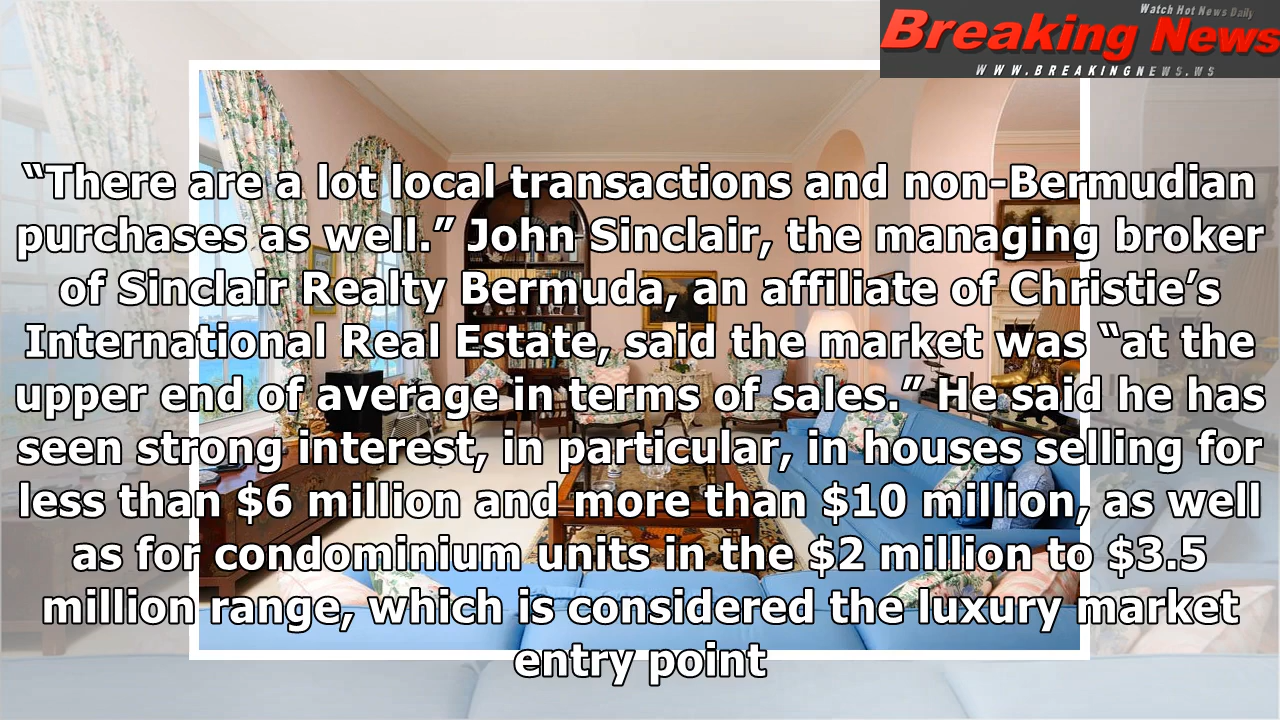 Watch Hot News Daily
Breaking News
WWW.BREAKINGNEWS.WS
“There are a lot local transactions and non-Bermudian
purchases as well.” John Sinclair, the managing broker
of Sinclair Realty Bermuda, an affiliate of Christie’s
International Real Estate, said the market was “at the
upper end of average in terms of sales.” He said he has
seen strong interest, in particular, in houses selling for
less than $6 million and more than $10 million, as well
as for condominium units in the $2 million to $3.5
million range, which is considered the luxury market
entry point